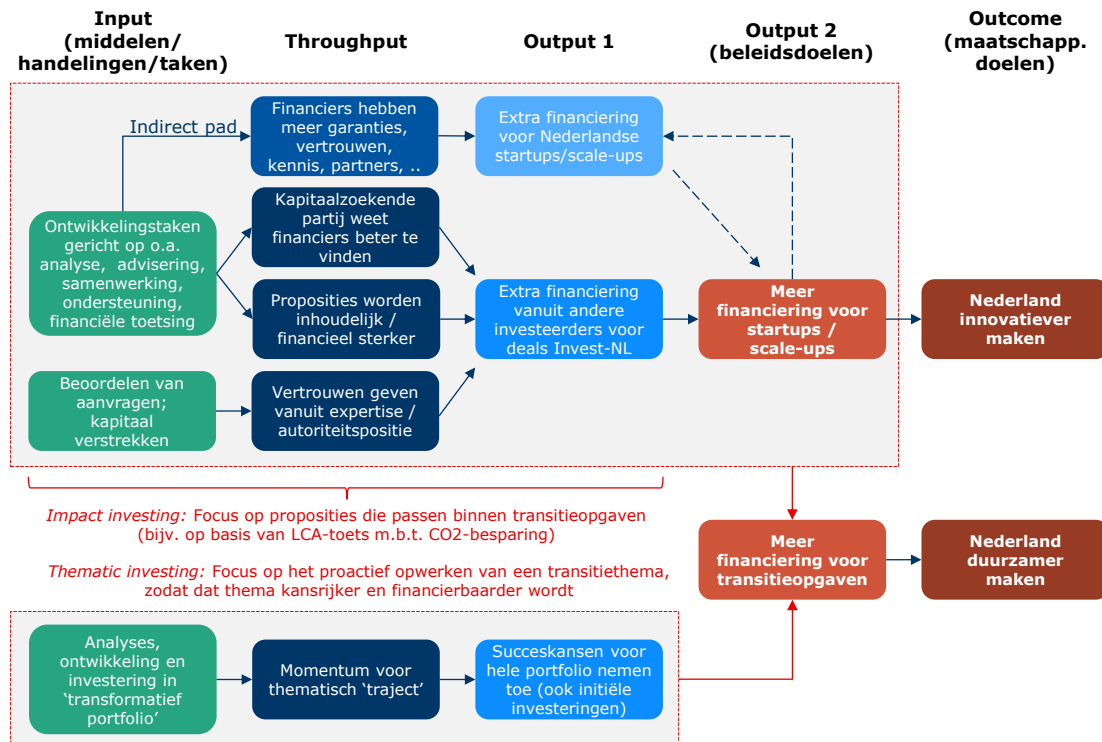 Input
(middelen/
handelingen/taken)
Throughput
Output 1
Output 2
(beleidsdoelen)
Outcome
(maatschapp.
doelen)
Indirect pad
Financiers hebben
meer garanties,
vertrouwen,
kennis, partners, ..
Extra financiering
voor Nederlandse
startups/scale-ups
Ontwikkelingstaken
gericht op o.a.
analyse, advisering,
samenwerking,
ondersteuning,
financiële toetsing
Kapitaalzoekende
partij weet
financiers beter te
vinden
Proposities worden
inhoudelijk /
financieel sterker
Extra financiering
vanuit andere
investeerders voor
deals Invest-NL
Meer
financiering voor
startups /
scale-ups
Nederland
innovatiever
maken
Beoordelen van
aanvragen;
kapitaal
verstrekken
Vertrouwen geven
vanuit expertise /
autoriteitspositie
Impact investing: Focus op proposities die passen binnen transitieopgaven
(bijv. op basis van LCA-toets m.b.t. CO2-besparing)
Thematic investing: Focus op het proactief opwerken van een transitiethema,
zodat dat thema kansrijker en financierbaarder wordt
Meer
financiering voor
transitieopgaven
Nederland
duurzamer
maken
Analyses,
ontwikkeling en
investering in
‘transformatief
portfolio’
Momentum voor
thematisch ‘traject’
Succeskansen voor
hele portfolio nemen
toe (ook initiële
investeringen)